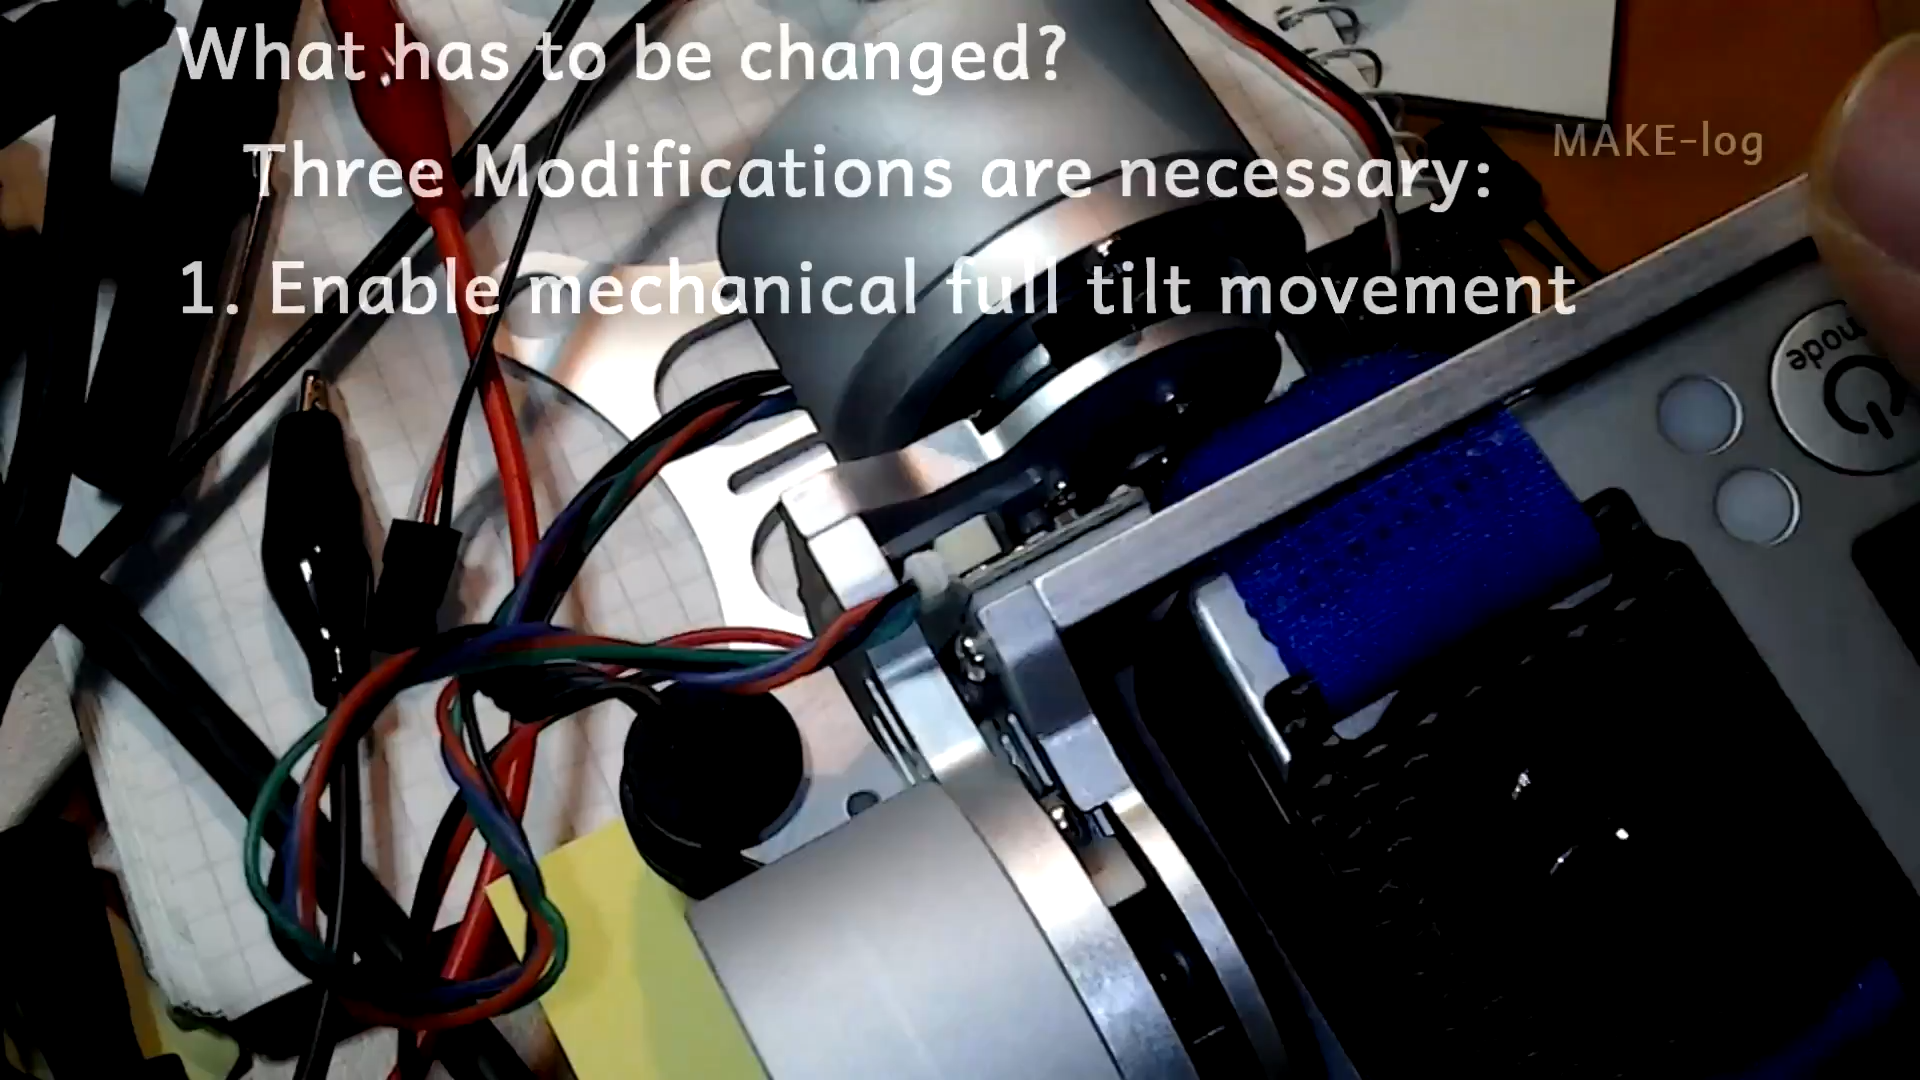 What has to be changed?
Three Modifications are necessary:
MAKE-log
1. Enable mechanical full tilt movement
mode